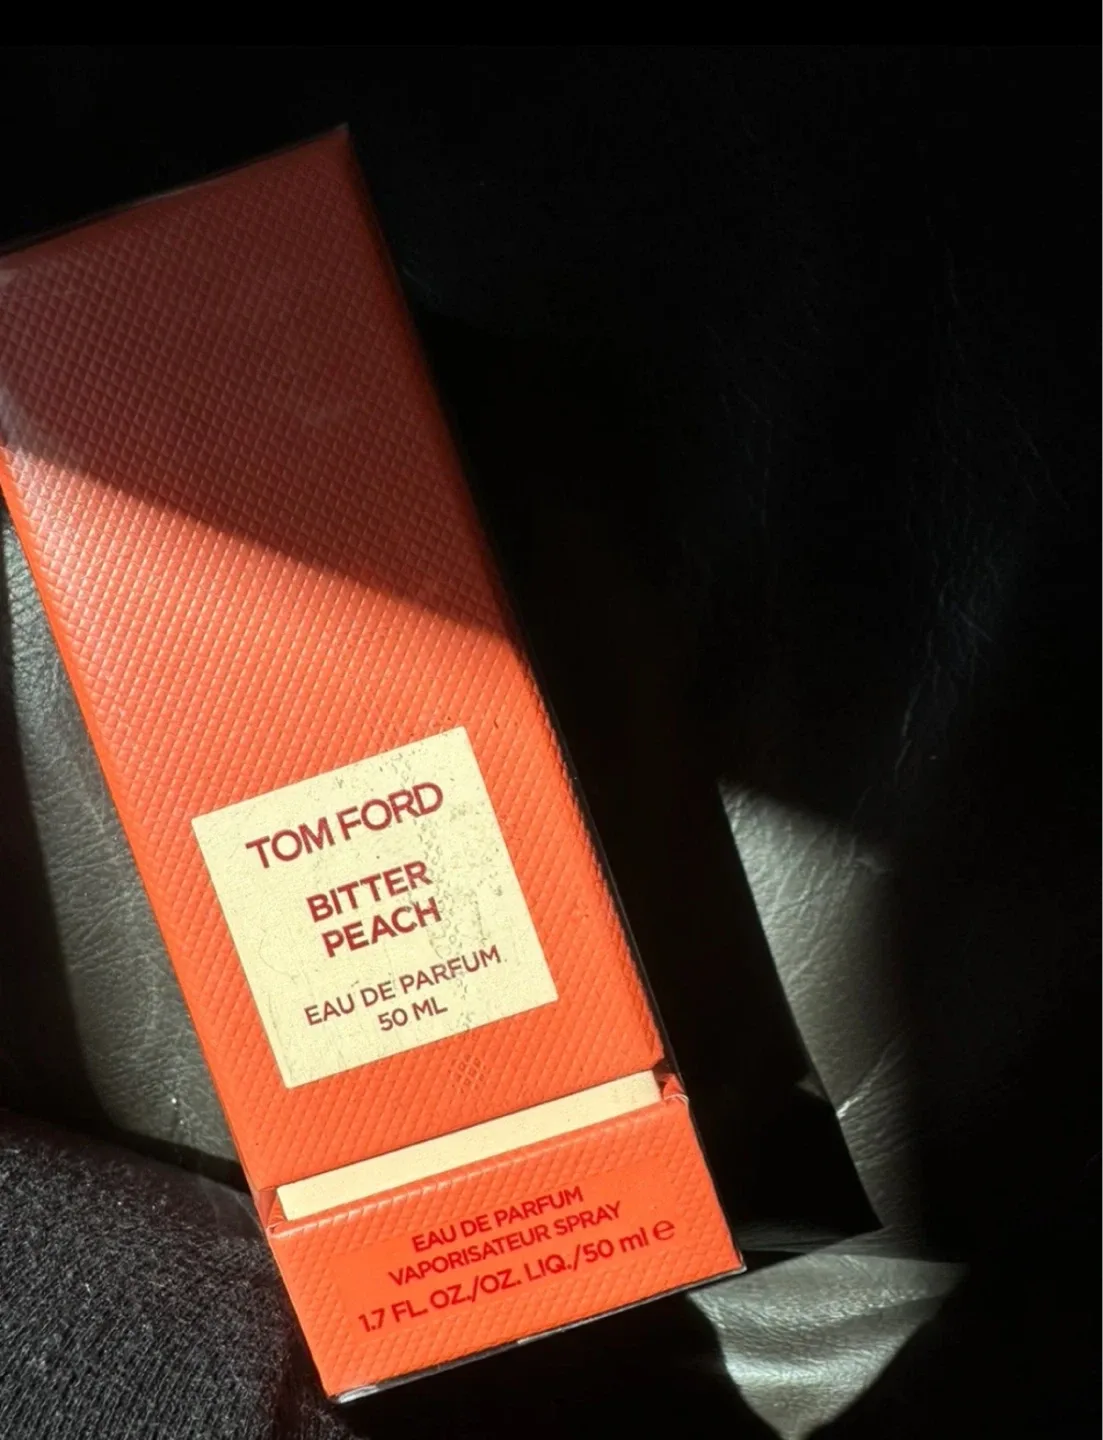 TOM FORD
BITTER
PEACH
EAU DE PARFUM
50 ML
EAU DE PARFUM
VAPORISATEUR SPRAY
1.7 FL. OZ./OZ. LIQ./50 ml ℮